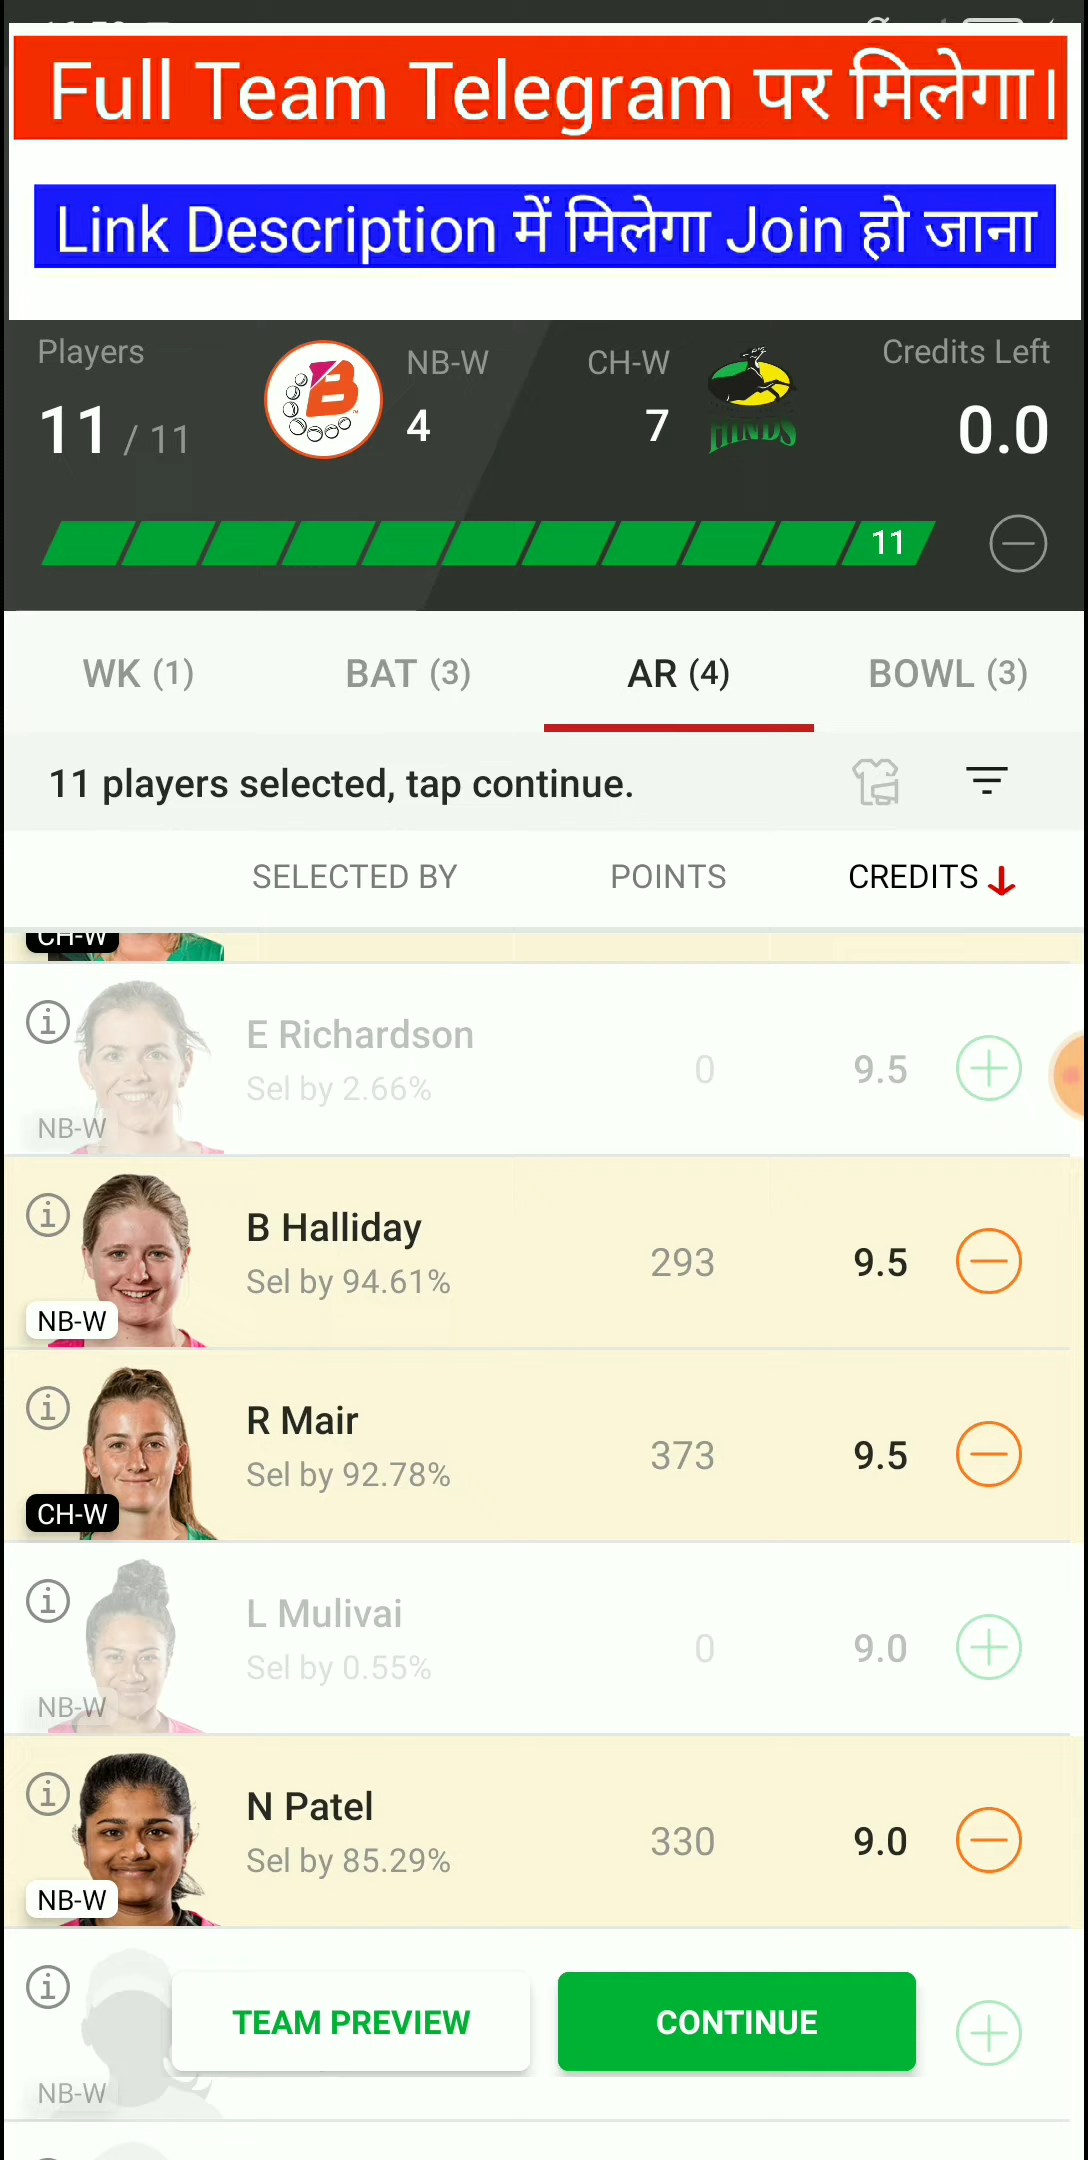 Full Team Telegram पर मिलेगा।
Link Description में मिलेगा Join हो जाना
Players
NB-W
CH-W
Credits Left
11 / 11
4
7
HINDS
0.0
11
WK (1)
BAT (3)
AR (4)
BOWL (3)
11 players selected, tap continue.
SELECTED BY
POINTS
CREDITS
CH-W
E Richardson
Sel by 2.66%
0
9.5
NB-W
B Halliday
Sel by 94.61%
293
9.5
NB-W
R Mair
Sel by 92.78%
373
9.5
CH-W
L Mulivai
Sel by 0.55%
0
9.0
NB-W
N Patel
Sel by 85.29%
330
9.0
NB-W
TEAM PREVIEW
CONTINUE
NB-W